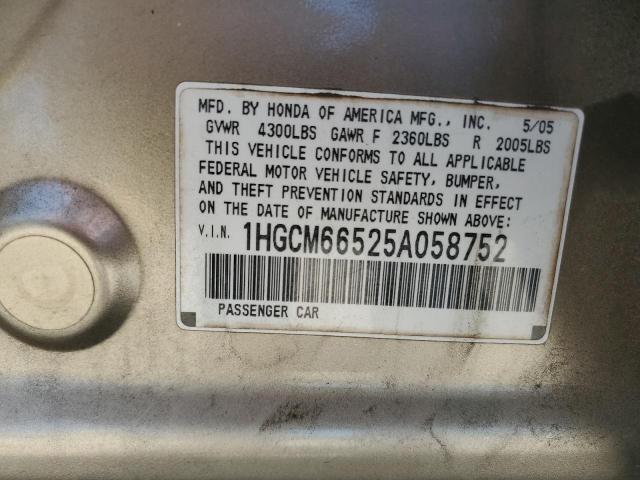 MFD. BY HONDA OF AMERICA MFG., INC. 5/05
GVWR 4300LBS GAWR F 2360LBS R 2005LBS
THIS VEHICLE CONFORMS TO ALL APPLICABLE
FEDERAL MOTOR VEHICLE SAFETY, BUMPER,
AND THEFT PREVENTION STANDARDS IN EFFECT
ON THE DATE OF MANUFACTURE SHOWN ABOVE:
V.I.N. 1HGCM66525A058752
PASSENGER CAR